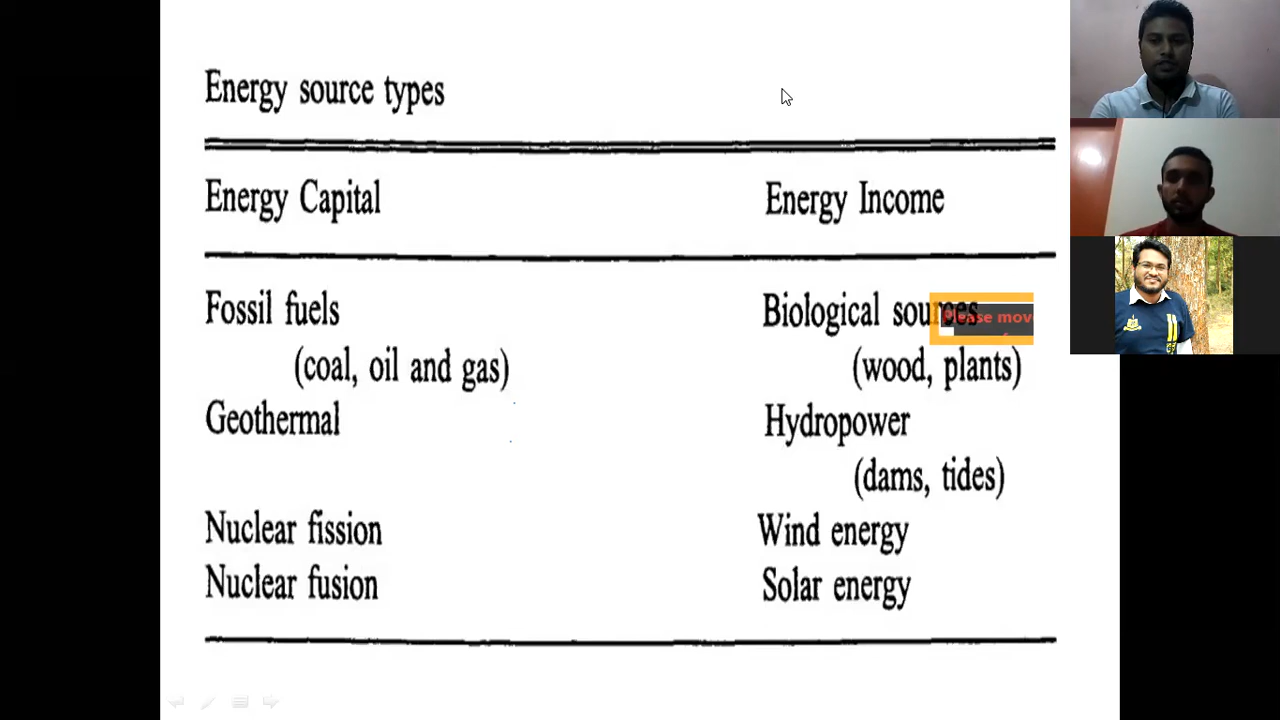 Energy source types
Energy Capital Energy Income
Fossil fuels Biological sources
(coal, oil and gas) (wood, plants)
Geothermal Hydropower
(dams, tides)
Nuclear fission Wind energy
Nuclear fusion Solar energy
Please